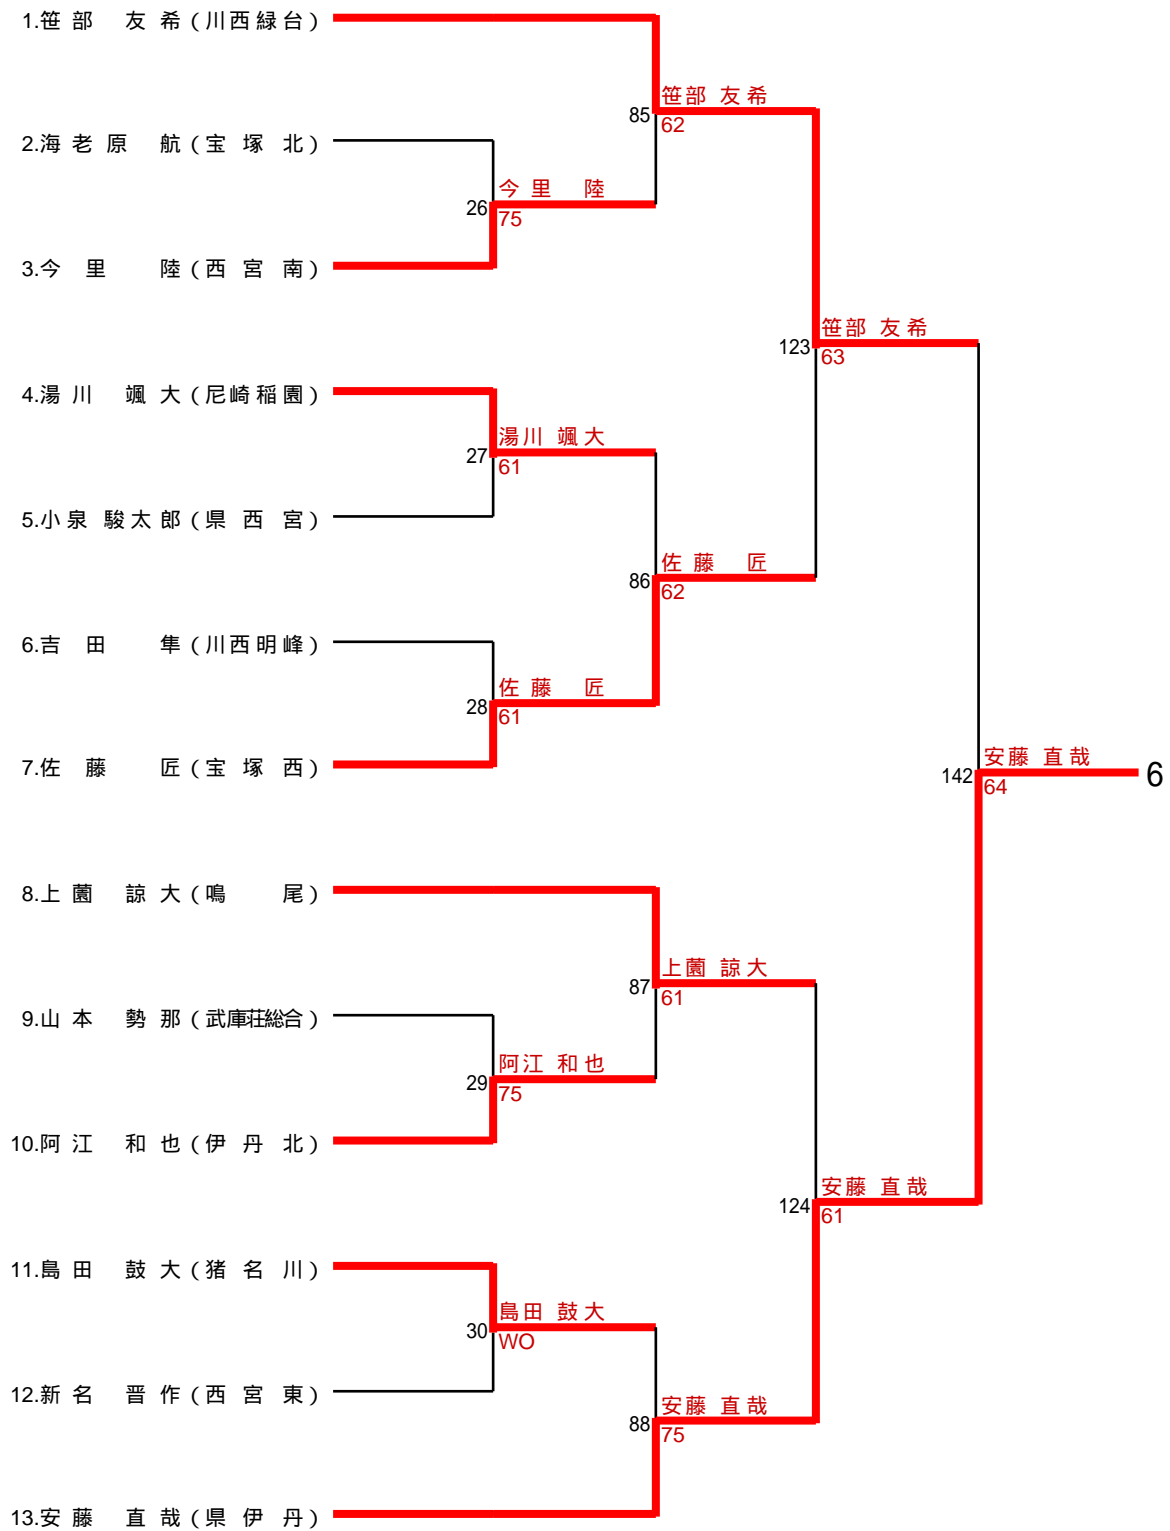 1.笹部 友希(川西緑台)
笹部 友希
85
62
2.海老原 航(宝塚北)
今里 陸
26
75
3.今里 陸(西宮南)
笹部 友希
123
63
4.湯川 颯大(尼崎稲園)
湯川 颯大
27
61
5.小泉 駿太郎(県西宮)
佐藤 匠
86
62
6.吉田 隼(川西明峰)
佐藤 匠
28
61
7.佐藤 匠(宝塚西)
安藤 直哉
142
64
6
8.上薗 諒大(鳴尾)
上薗 諒大
87
61
9.山本 勢那(武庫荘総合)
阿江 和也
29
75
10.阿江 和也(伊丹北)
安藤 直哉
124
61
11.島田 鼓大(猪名川)
島田 鼓大
30
WO
12.新名 晋作(西宮東)
安藤 直哉
88
75
13.安藤 直哉(県伊丹)